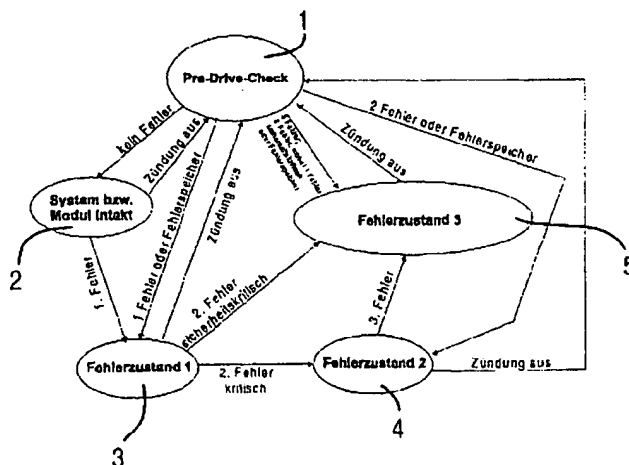 1
Pre-Drive-Check
kein Fehler
Zündung aus
1 Fehler oder Fehlerspeicher
Zündung aus
oder Fehlerspeicher
Zündung aus
2 Fehler oder Fehlerspeicher
System bzw.
Modul Intakt
2
Fehlerzustand 3
5
1. Fehler
2. Fehler
sicherheitskritisch
3. Fehler
Fehlerzustand 1
3
2. Fehler
kritisch
Fehlerzustand 2
4
Zündung aus